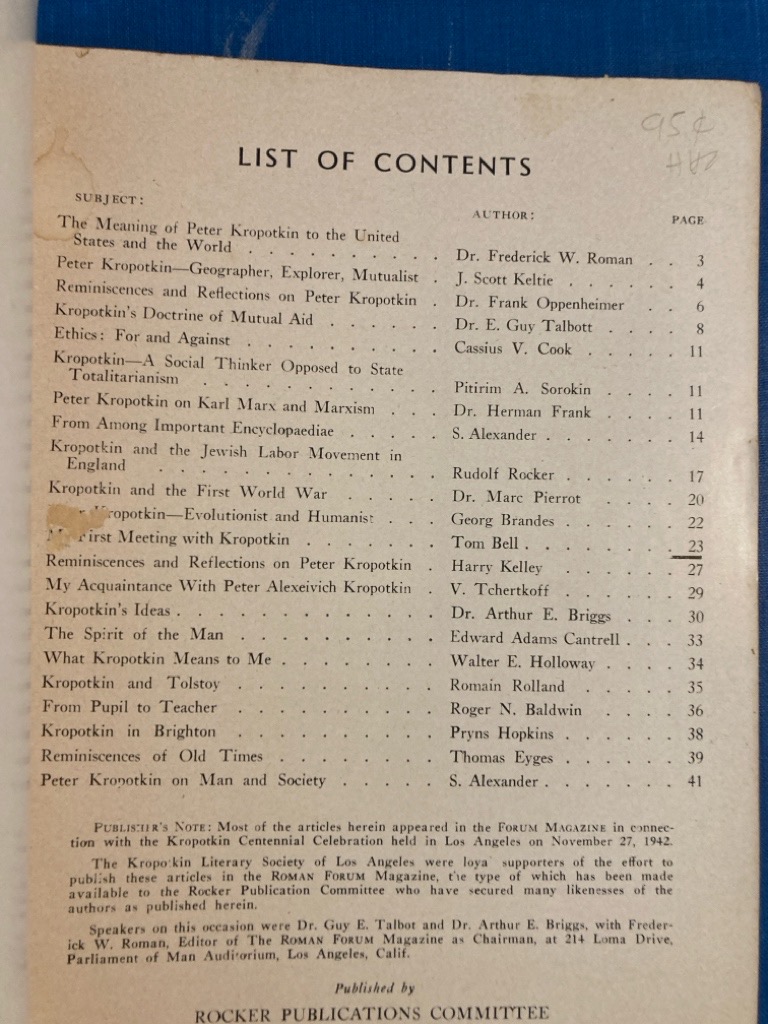 95¢
LIST OF CONTENTS
SUBJECT: AUTHOR: PAGE
The Meaning of Peter Kropotkin to the United
States and the World . . . . . . . . . . Dr. Frederick W. Roman . . 3
Peter Kropotkin—Geographer, Explorer, Mutualist . J. Scott Keltie . . . . . . 4
Reminiscences and Reflections on Peter Kropotkin . Dr. Frank Oppenheimer . . 6
Kropotkin's Doctrine of Mutual Aid . . . . . . Dr. E. Guy Talbott . . . . 8
Ethics: For and Against . . . . . . . . . . Cassius V. Cook . . . . . 11
Kropotkin—A Social Thinker Opposed to State
Totalitarianism . . . . . . . . . . . Pitirim A. Sorokin . . . . 11
Peter Kropotkin on Karl Marx and Marxism . . . Dr. Herman Frank . . . . 11
From Among Important Encyclopaediae . . . . . S. Alexander . . . . . . . 14
Kropotkin and the Jewish Labor Movement in
England . . . . . . . . . . . . . Rudolf Rocker . . . . . . 17
Kropotkin and the First World War . . . . . Dr. Marc Pierrot . . . . 20
Kropotkin—Evolutionist and Humanist . . . Georg Brandes . . . . . . 22
First Meeting with Kropotkin . . . . . . . Tom Bell . . . . . . . . 23
Reminiscences and Reflections on Peter Kropotkin . Harry Kelley . . . . . . 27
My Acquaintance With Peter Alexeivich Kropotkin . V. Tchertkoff . . . . . . 29
Kropotkin's Ideas . . . . . . . . . . . . Dr. Arthur E. Briggs . . . 30
The Spirit of the Man . . . . . . . . . Edward Adams Cantrell . . . 33
What Kropotkin Means to Me . . . . . . . Walter E. Holloway . . . . 34
Kropotkin and Tolstoy . . . . . . . . . Romain Rolland . . . . . 35
From Pupil to Teacher . . . . . . . . . Roger N. Baldwin . . . . 36
Kropotkin in Brighton . . . . . . . . . . Pryns Hopkins . . . . . . 38
Reminiscences of Old Times . . . . . . . . Thomas Eyges . . . . . . 39
Peter Kropotkin on Man and Society . . . . . S. Alexander . . . . . . . 41
PUBLISHER'S NOTE: Most of the articles herein appeared in the FORUM MAGAZINE in connec-
tion with the Kropotkin Centennial Celebration held in Los Angeles on November 27, 1942.
The Kropotkin Literary Society of Los Angeles were loyal supporters of the effort to
publish these articles in the ROMAN FORUM Magazine, the type of which has been made
available to the Rocker Publication Committee who have secured many likenesses of the
authors as published herein.
Speakers on this occasion were Dr. Guy E. Talbot and Dr. Arthur E. Briggs, with Freder-
ick W. Roman, Editor of The ROMAN FORUM Magazine as Chairman, at 214 Loma Drive,
Parliament of Man Auditorium, Los Angeles, Calif.
Published by
ROCKER PUBLICATIONS COMMITTEE